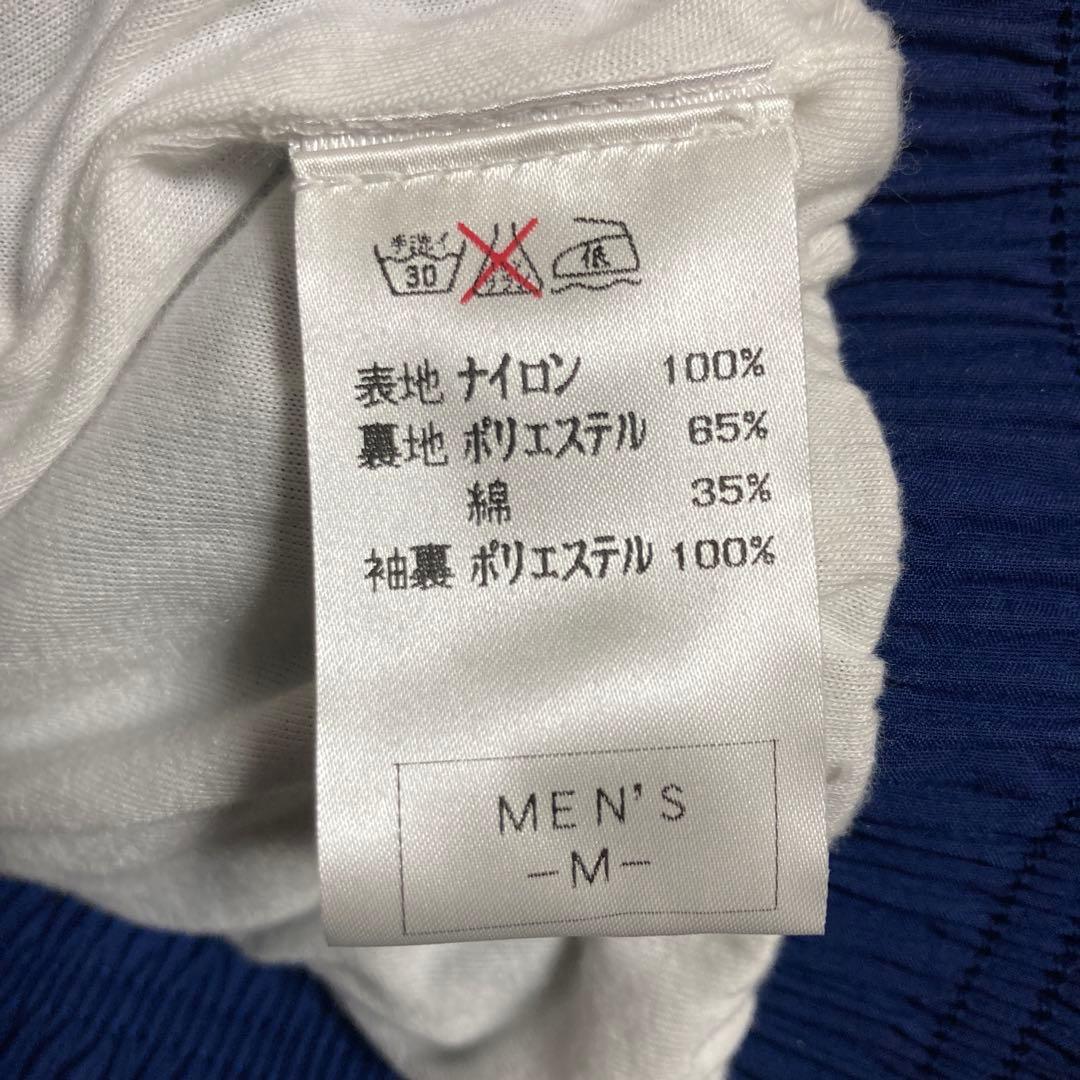 手洗イ
30
低
表地 ナイロン 100%
裏地 ポリエステル 65%
綿 35%
袖裏 ポリエステル 100%
MEN'S
-M-